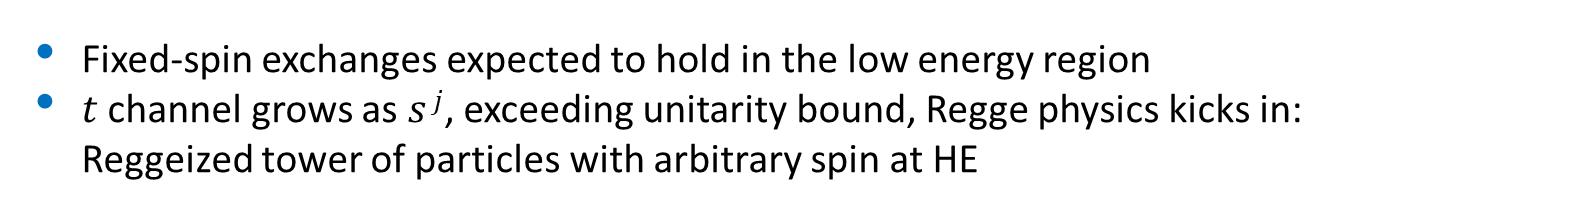 • Fixed-spin exchanges expected to hold in the low energy region
• t channel grows as s^j, exceeding unitarity bound, Regge physics kicks in:
Reggeized tower of particles with arbitrary spin at HE